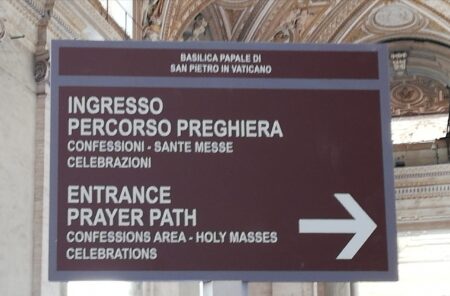 BASILICA PAPALE DI
SAN PIETRO IN VATICANO
INGRESSO
PERCORSO PREGHIERA
CONFESSIONI - SANTE MESSE
CELEBRAZIONI
ENTRANCE
PRAYER PATH
CONFESSIONS AREA - HOLY MASSES
CELEBRATIONS